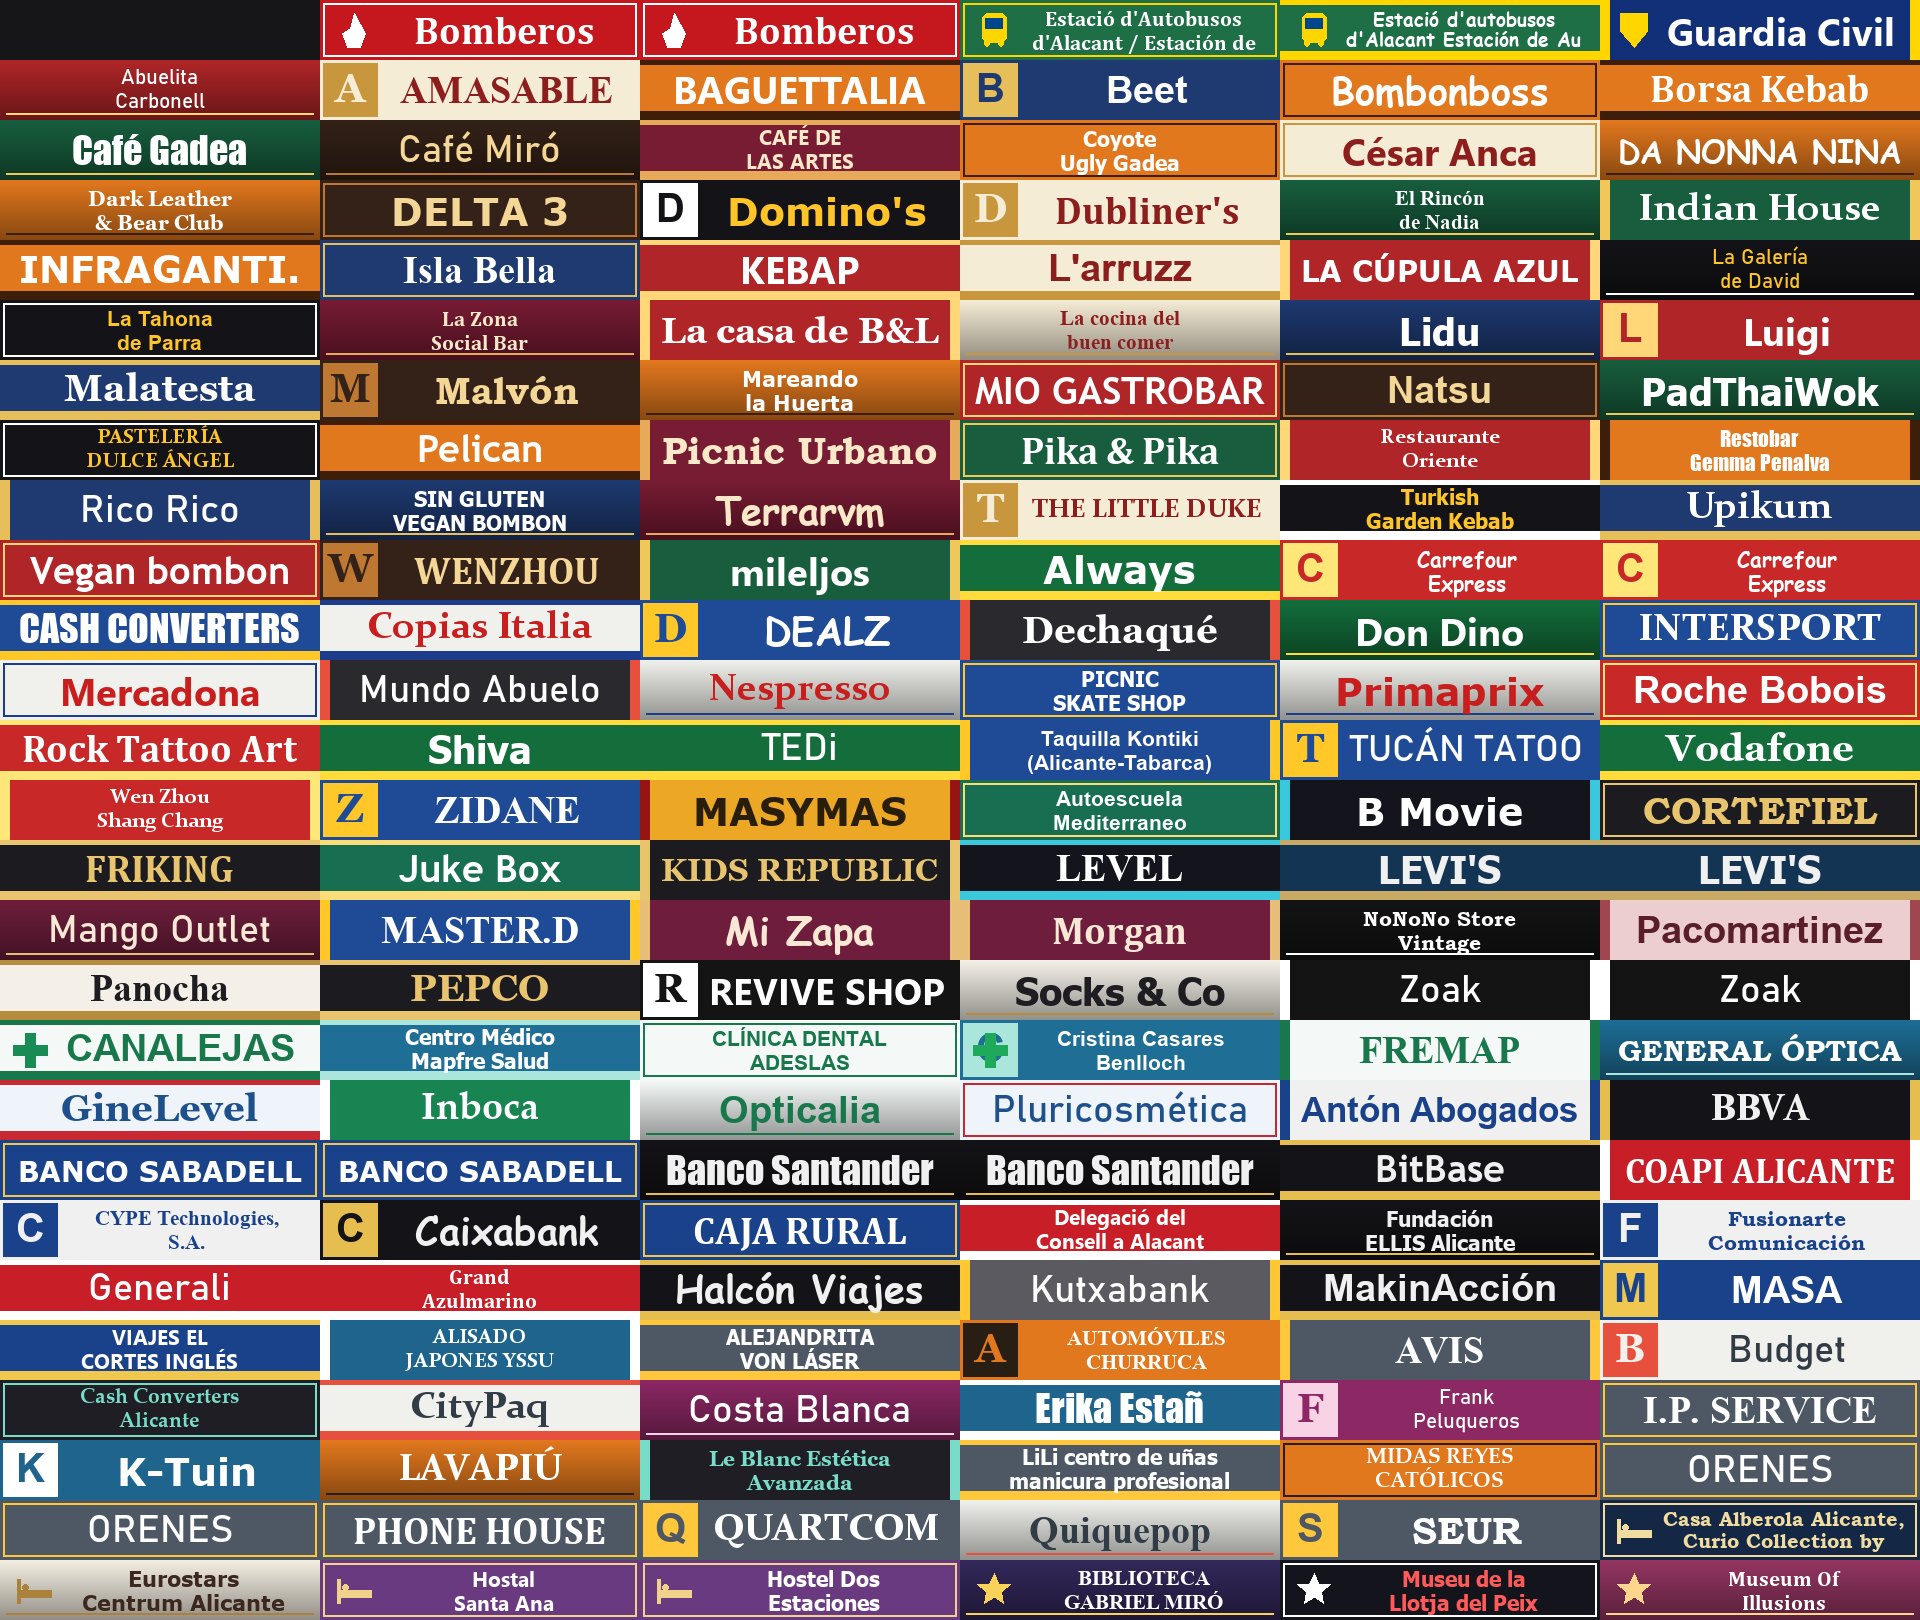 Bomberos
Bomberos
Estació d'Autobusos
d'Alacant / Estación de
Estació d'autobusos
d'Alacant Estación de Au
Guardia Civil
Abuelita
Carbonell
A AMASABLE
BAGUETTALIA
B Beet
Bombonboss
Borsa Kebab
Café Gadea
Café Miró
CAFÉ DE
LAS ARTES
Coyote
Ugly Gadea
César Anca
DA NONNA NINA
Dark Leather
& Bear Club
DELTA 3
D Domino's
D Dubliner's
El Rincón
de Nadia
Indian House
INFRAGANTI.
Isla Bella
KEBAP
L'arruzz
LA CÚPULA AZUL
La Galería
de David
La Tahona
de Parra
La Zona
Social Bar
La casa de B&L
La cocina del
buen comer
Lidu
L Luigi
Malatesta
M Malvón
Mareando
la Huerta
MIO GASTROBAR
Natsu
PadThaiWok
PASTELERÍA
DULCE ÁNGEL
Pelican
Picnic Urbano
Pika & Pika
Restaurante
Oriente
Restobar
Gemma Penalva
Rico Rico
SIN GLUTEN
VEGAN BOMBON
Terrarvm
T THE LITTLE DUKE
Turkish
Garden Kebab
Upikum
Vegan bombon
W WENZHOU
mileljos
Always
C Carrefour
Express
C Carrefour
Express
CASH CONVERTERS
Copias Italia
D DEALZ
Dechaqué
Don Dino
INTERSPORT
Mercadona
Mundo Abuelo
Nespresso
PICNIC
SKATE SHOP
Primaprix
Roche Bobois
Rock Tattoo Art
Shiva
TEDi
Taquilla Kontiki
(Alicante-Tabarca)
T TUCÁN TATOO
Vodafone
Wen Zhou
Shang Chang
Z ZIDANE
MASYMAS
Autoescuela
Mediterraneo
B Movie
CORTEFIEL
FRIKING
Juke Box
KIDS REPUBLIC
LEVEL
LEVI'S
LEVI'S
Mango Outlet
MASTER.D
Mi Zapa
Morgan
NoNoNo Store
Vintage
Pacomartinez
Panocha
PEPCO
R REVIVE SHOP
Socks & Co
Zoak
Zoak
CANALEJAS
Centro Médico
Mapfre Salud
CLÍNICA DENTAL
ADESLAS
Cristina Casares
Benlloch
FREMAP
GENERAL ÓPTICA
GineLevel
Inboca
Opticalia
Pluricosmética
Antón Abogados
BBVA
BANCO SABADELL
BANCO SABADELL
Banco Santander
Banco Santander
BitBase
COAPI ALICANTE
C CYPE Technologies,
S.A.
C Caixabank
CAJA RURAL
Delegació del
Consell a Alacant
Fundación
ELLIS Alicante
F Fusionarte
Comunicación
Generali
Grand
Azulmarino
Halcón Viajes
Kutxabank
MakinAcción
M MASA
VIAJES EL
CORTES INGLÉS
ALISADO
JAPONES YSSU
ALEJANDRITA
VON LÁSER
A AUTOMÓVILES
CHURRUCA
AVIS
B Budget
Cash Converters
Alicante
CityPaq
Costa Blanca
Erika Estañ
F Frank
Peluqueros
I.P. SERVICE
K K-Tuin
LAVAPIÚ
Le Blanc Estética
Avanzada
LiLi centro de uñas
manicura profesional
MIDAS REYES
CATÓLICOS
ORENES
ORENES
PHONE HOUSE
Q QUARTCOM
Quiquepop
S SEUR
Casa Alberola Alicante,
Curio Collection by
Eurostars
Centrum Alicante
Hostal
Santa Ana
Hostel Dos
Estaciones
BIBLIOTECA
GABRIEL MIRÓ
Museu de la
Llotja del Peix
Museum Of
Illusions